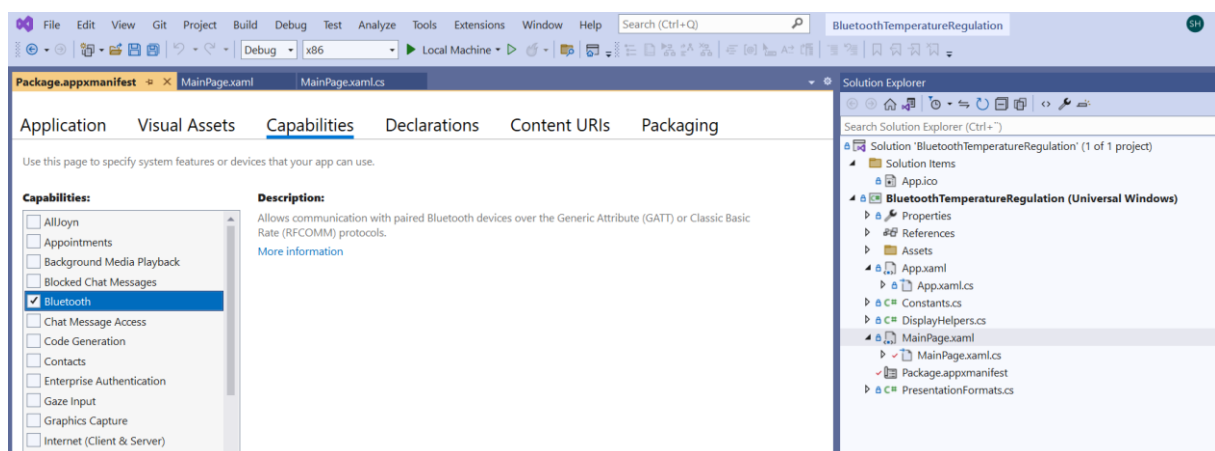 File Edit View Git Project Build Debug Test Analyze Tools Extensions Window Help Search (Ctrl+Q) BluetoothTemperatureRegulation SH
Debug x86 Local Machine
Package.appxmanifest MainPage.xaml MainPage.xaml.cs
Application Visual Assets Capabilities Declarations Content URIs Packaging
Use this page to specify system features or devices that your app can use.
Capabilities:
AllJoyn
Appointments
Background Media Playback
Blocked Chat Messages
Bluetooth
Chat Message Access
Code Generation
Contacts
Enterprise Authentication
Gaze Input
Graphics Capture
Internet (Client & Server)
Description:
Allows communication with paired Bluetooth devices over the Generic Attribute (GATT) or Classic Basic
Rate (RFCOMM) protocols.
More information
Solution Explorer
Search Solution Explorer (Ctrl+¨)
Solution 'BluetoothTemperatureRegulation' (1 of 1 project)
Solution Items
App.ico
BluetoothTemperatureRegulation (Universal Windows)
Properties
References
Assets
App.xaml
App.xaml.cs
C# Constants.cs
C# DisplayHelpers.cs
MainPage.xaml
MainPage.xaml.cs
Package.appxmanifest
C# PresentationFormats.cs